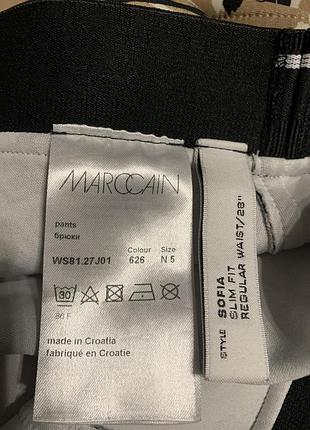 MARCCAIN
pants
брюки
Colour Size
WS81.27J01 626 N 5
30
86 F
made in Croatia
fabriqué en Croatie
STYLE SOFIA
SLIM FIT
REGULAR WAIST/28"